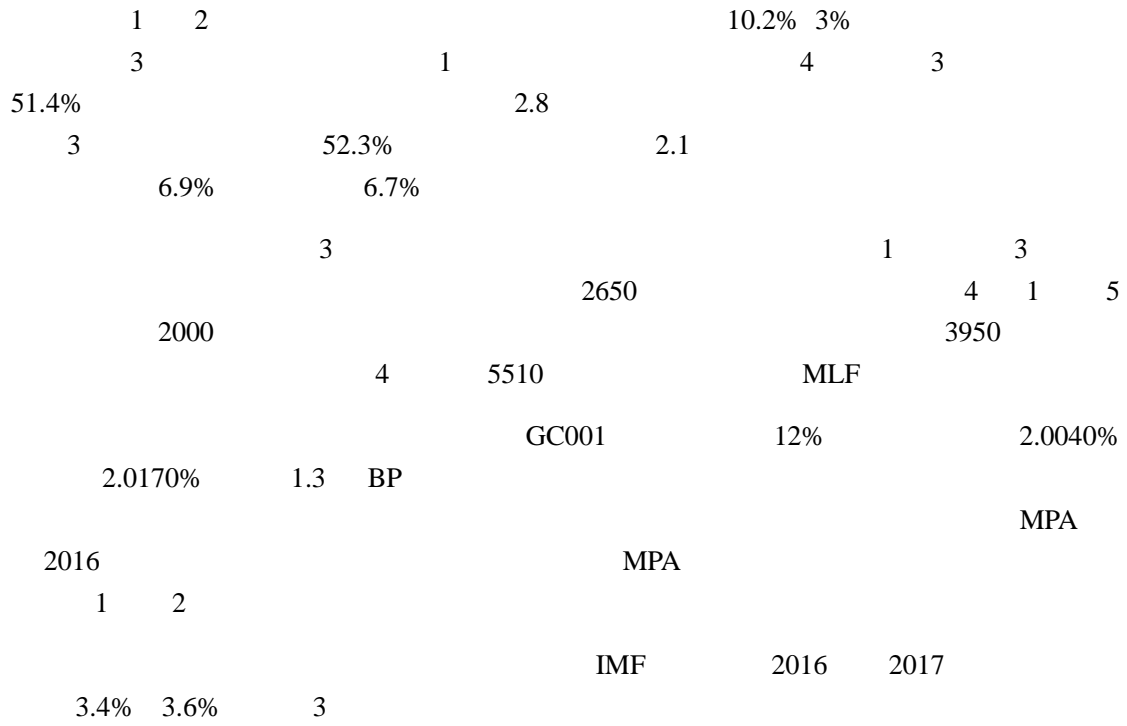 1 2 10.2% 3%
3 1 4 3
51.4% 2.8
3 52.3% 2.1
6.9% 6.7%
3 1 3
2650 4 1 5
2000 3950
4 5510 MLF
GC001 12% 2.0040%
2.0170% 1.3 BP
MPA
2016 MPA
1 2
IMF 2016 2017
3.4% 3.6% 3